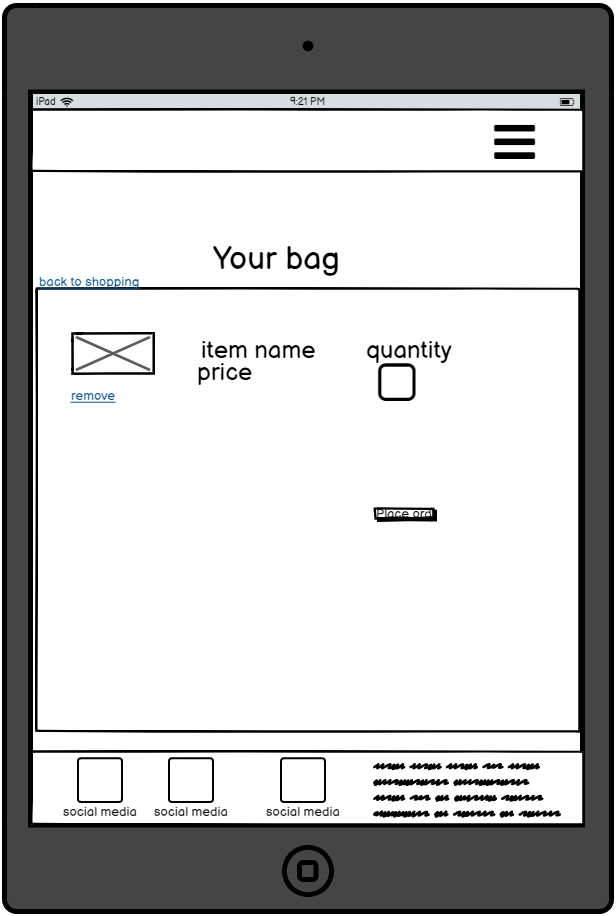 iPad 9:21 PM
Your bag
back to shopping
item name quantity
price
remove
Place ord
social media social media social media